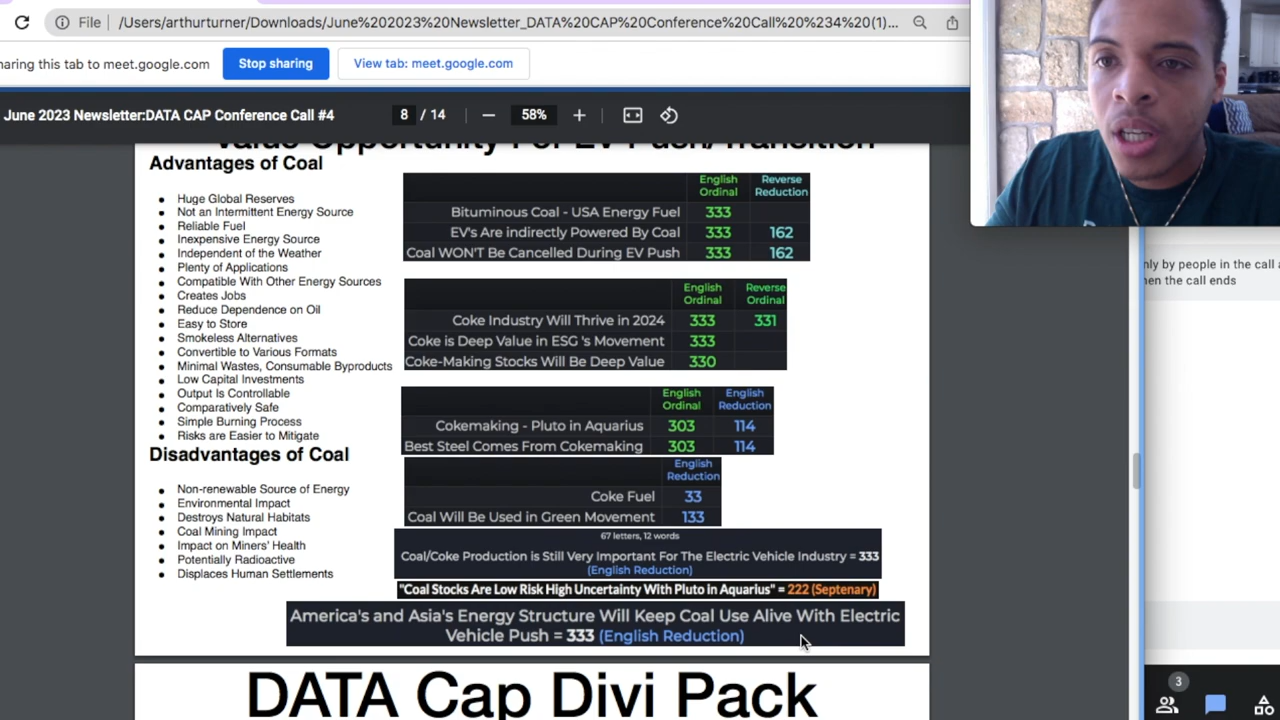 File
/Users/arthurturner/Downloads/June%202023%20Newsletter_DATA%20CAP%20Conference%20Call%20%234%20(1)...
haring this tab to meet.google.com
Stop sharing
View tab: meet.google.com
June 2023 Newsletter:DATA CAP Conference Call #4
8 / 14
58%
Value Opportunity For EV Push/Transition
Advantages of Coal
• Huge Global Reserves
• Not an Intermittent Energy Source
• Reliable Fuel
• Inexpensive Energy Source
• Independent of the Weather
• Plenty of Applications
• Compatible With Other Energy Sources
• Creates Jobs
• Reduce Dependence on Oil
• Easy to Store
• Smokeless Alternatives
• Convertible to Various Formats
• Minimal Wastes, Consumable Byproducts
• Low Capital Investments
• Output Is Controllable
• Comparatively Safe
• Simple Burning Process
• Risks are Easier to Mitigate
Disadvantages of Coal
• Non-renewable Source of Energy
• Environmental Impact
• Destroys Natural Habitats
• Coal Mining Impact
• Impact on Miners' Health
• Potentially Radioactive
• Displaces Human Settlements
English Reverse
Ordinal Reduction
Bituminous Coal - USA Energy Fuel 333
EV's Are indirectly Powered By Coal 333 162
Coal WON'T Be Cancelled During EV Push 333 162
English Reverse
Ordinal Ordinal
Coke Industry Will Thrive in 2024 333 331
Coke is Deep Value in ESG 's Movement 333
Coke-Making Stocks Will Be Deep Value 330
English English
Ordinal Reduction
Cokemaking - Pluto in Aquarius 303 114
Best Steel Comes From Cokemaking 303 114
English
Reduction
Coke Fuel 33
Coal Will Be Used in Green Movement 133
67 letters, 12 words
Coal/Coke Production is Still Very Important For The Electric Vehicle Industry = 333
(English Reduction)
"Coal Stocks Are Low Risk High Uncertainty With Pluto in Aquarius" = 222 (Septenary)
America's and Asia's Energy Structure Will Keep Coal Use Alive With Electric
Vehicle Push = 333 (English Reduction)
DATA Cap Divi Pack
nly by people in the call a
hen the call ends
3